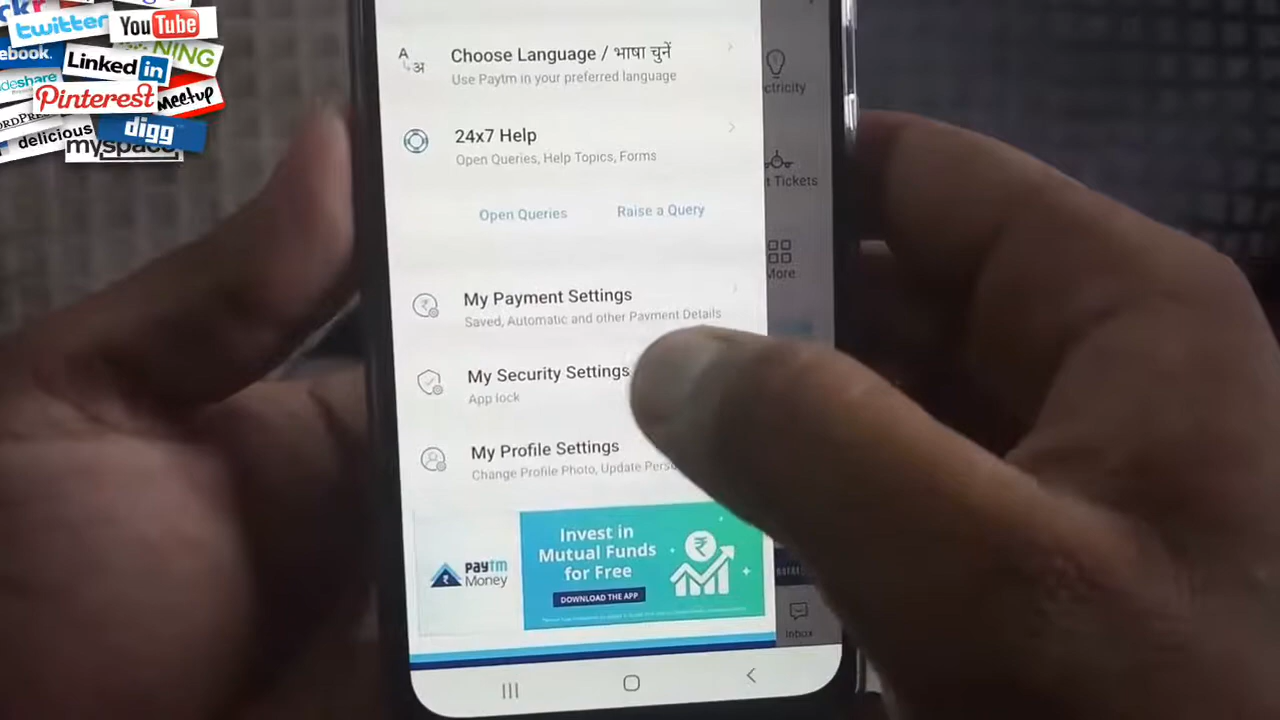 twitter
YouTube
NING
ebook.
Linked in
deshare
Pinterest
Meetup
delicious
digg
myspace
A
अ
Choose Language / भाषा चुनें
Use Paytm in your preferred language
24x7 Help
Open Queries, Help Topics, Forms
Open Queries
Raise a Query
My Payment Settings
Saved, Automatic and other Payment Details
My Security Settings
App lock
My Profile Settings
Change Profile Photo, Update Pers
ctricity
t Tickets
More
Inbox
paytm
Money
Invest in
Mutual Funds
for Free
DOWNLOAD THE APP